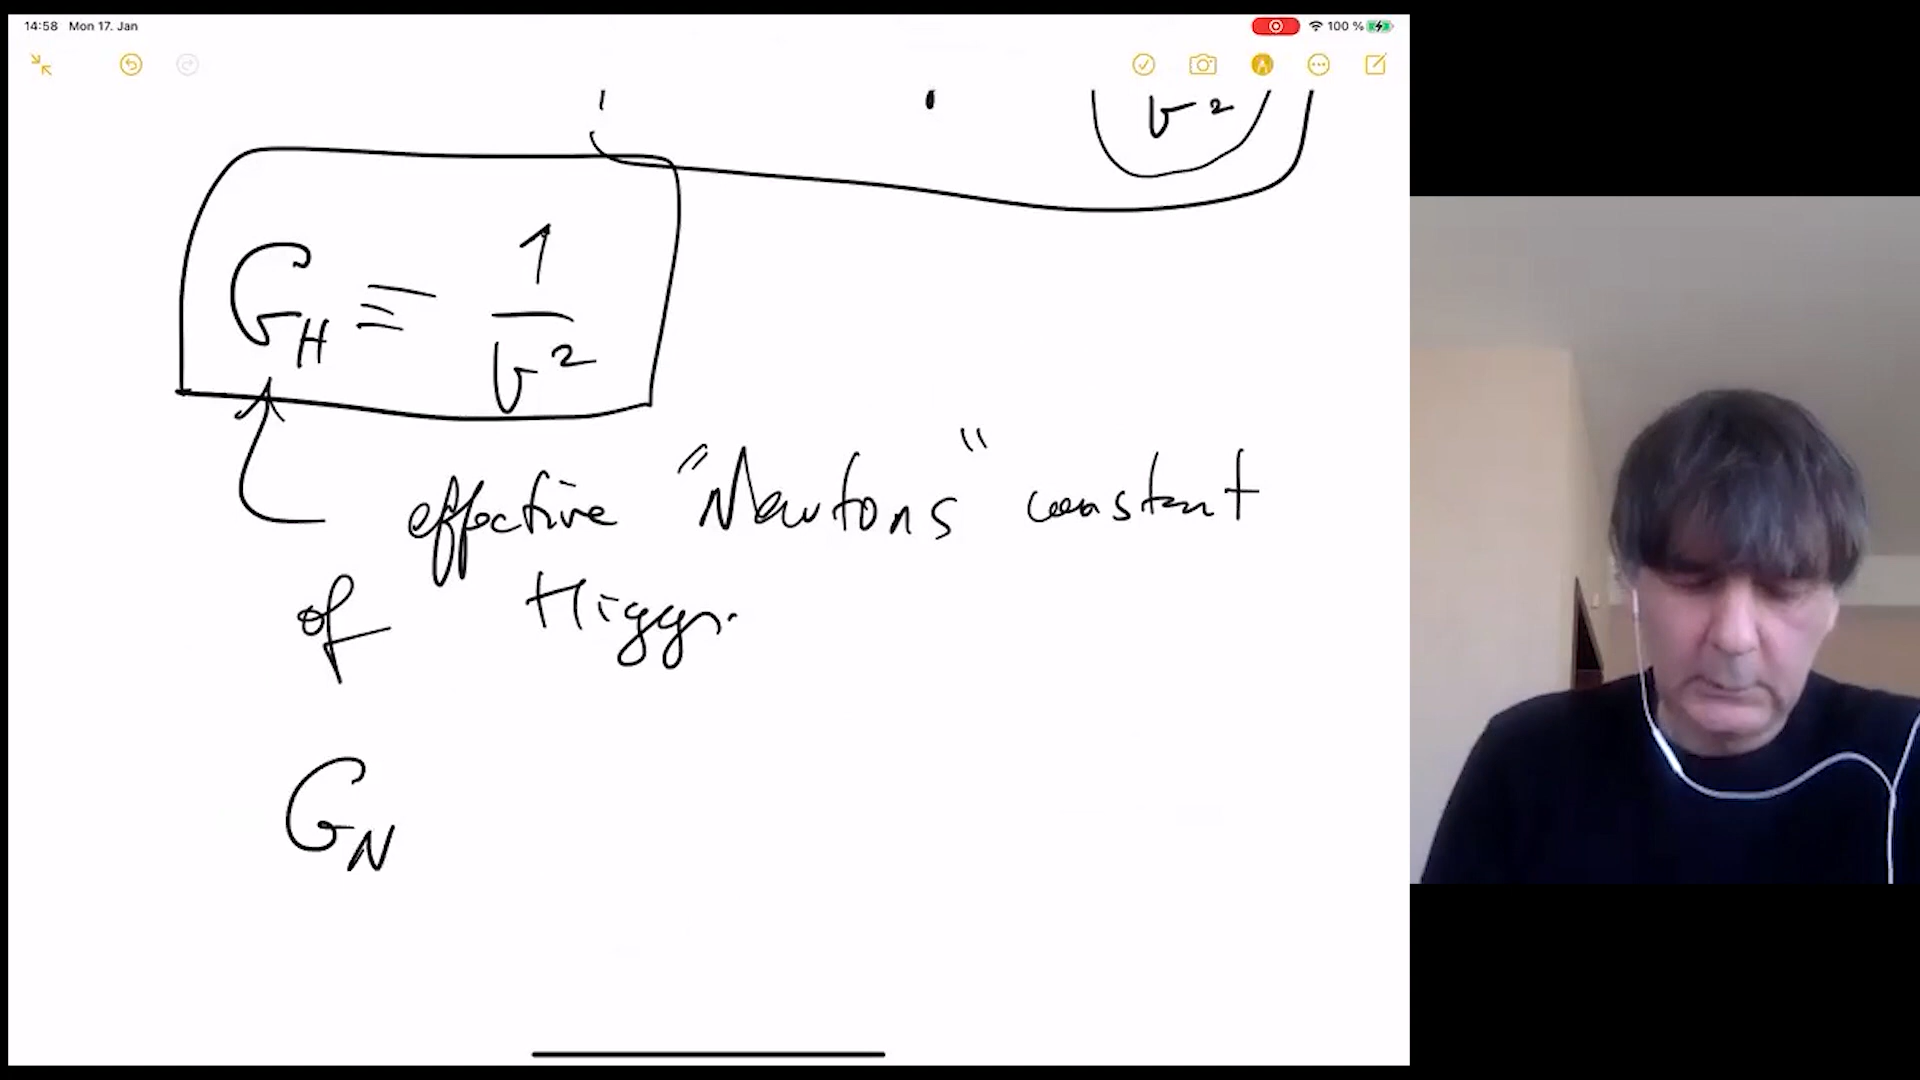 14:58 Mon 17. Jan 100 %
v²
G_H ≡ 1/v²
effective "Newtons" constant
of Higgs.
G_N